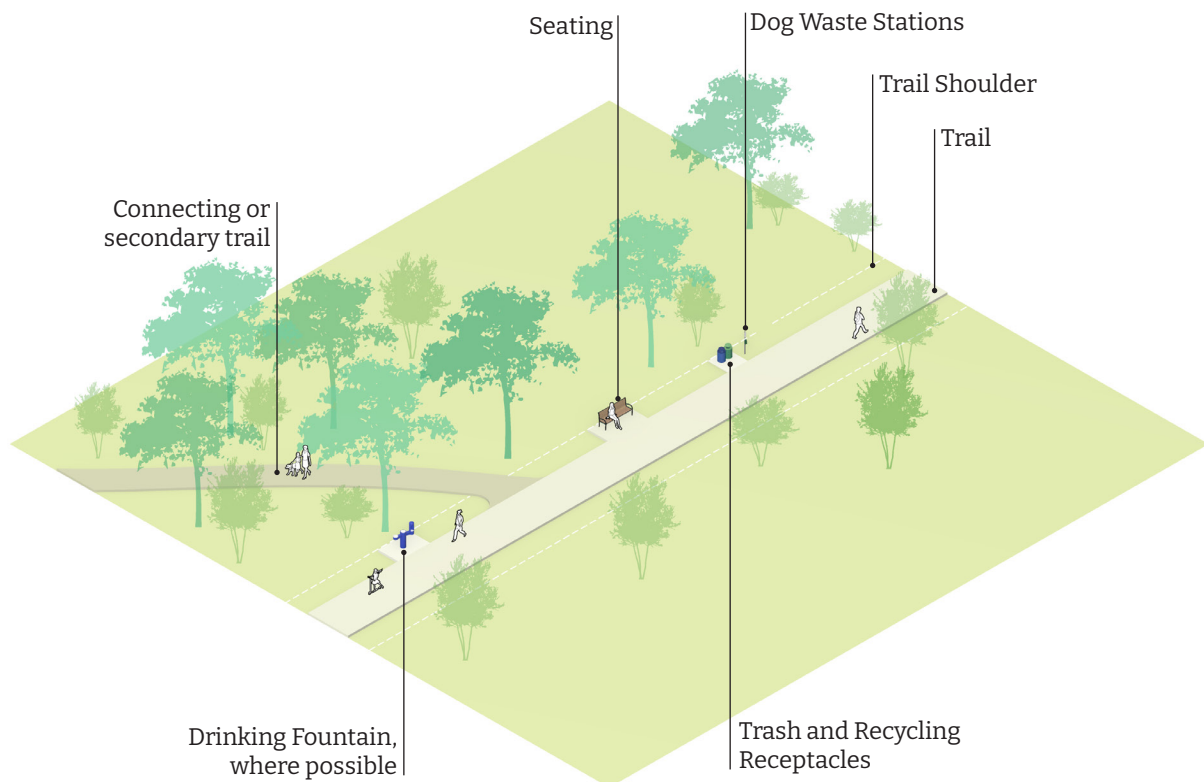 Seating
Dog Waste Stations
Trail Shoulder
Trail
Connecting or
secondary trail
Drinking Fountain,
where possible
Trash and Recycling
Receptacles